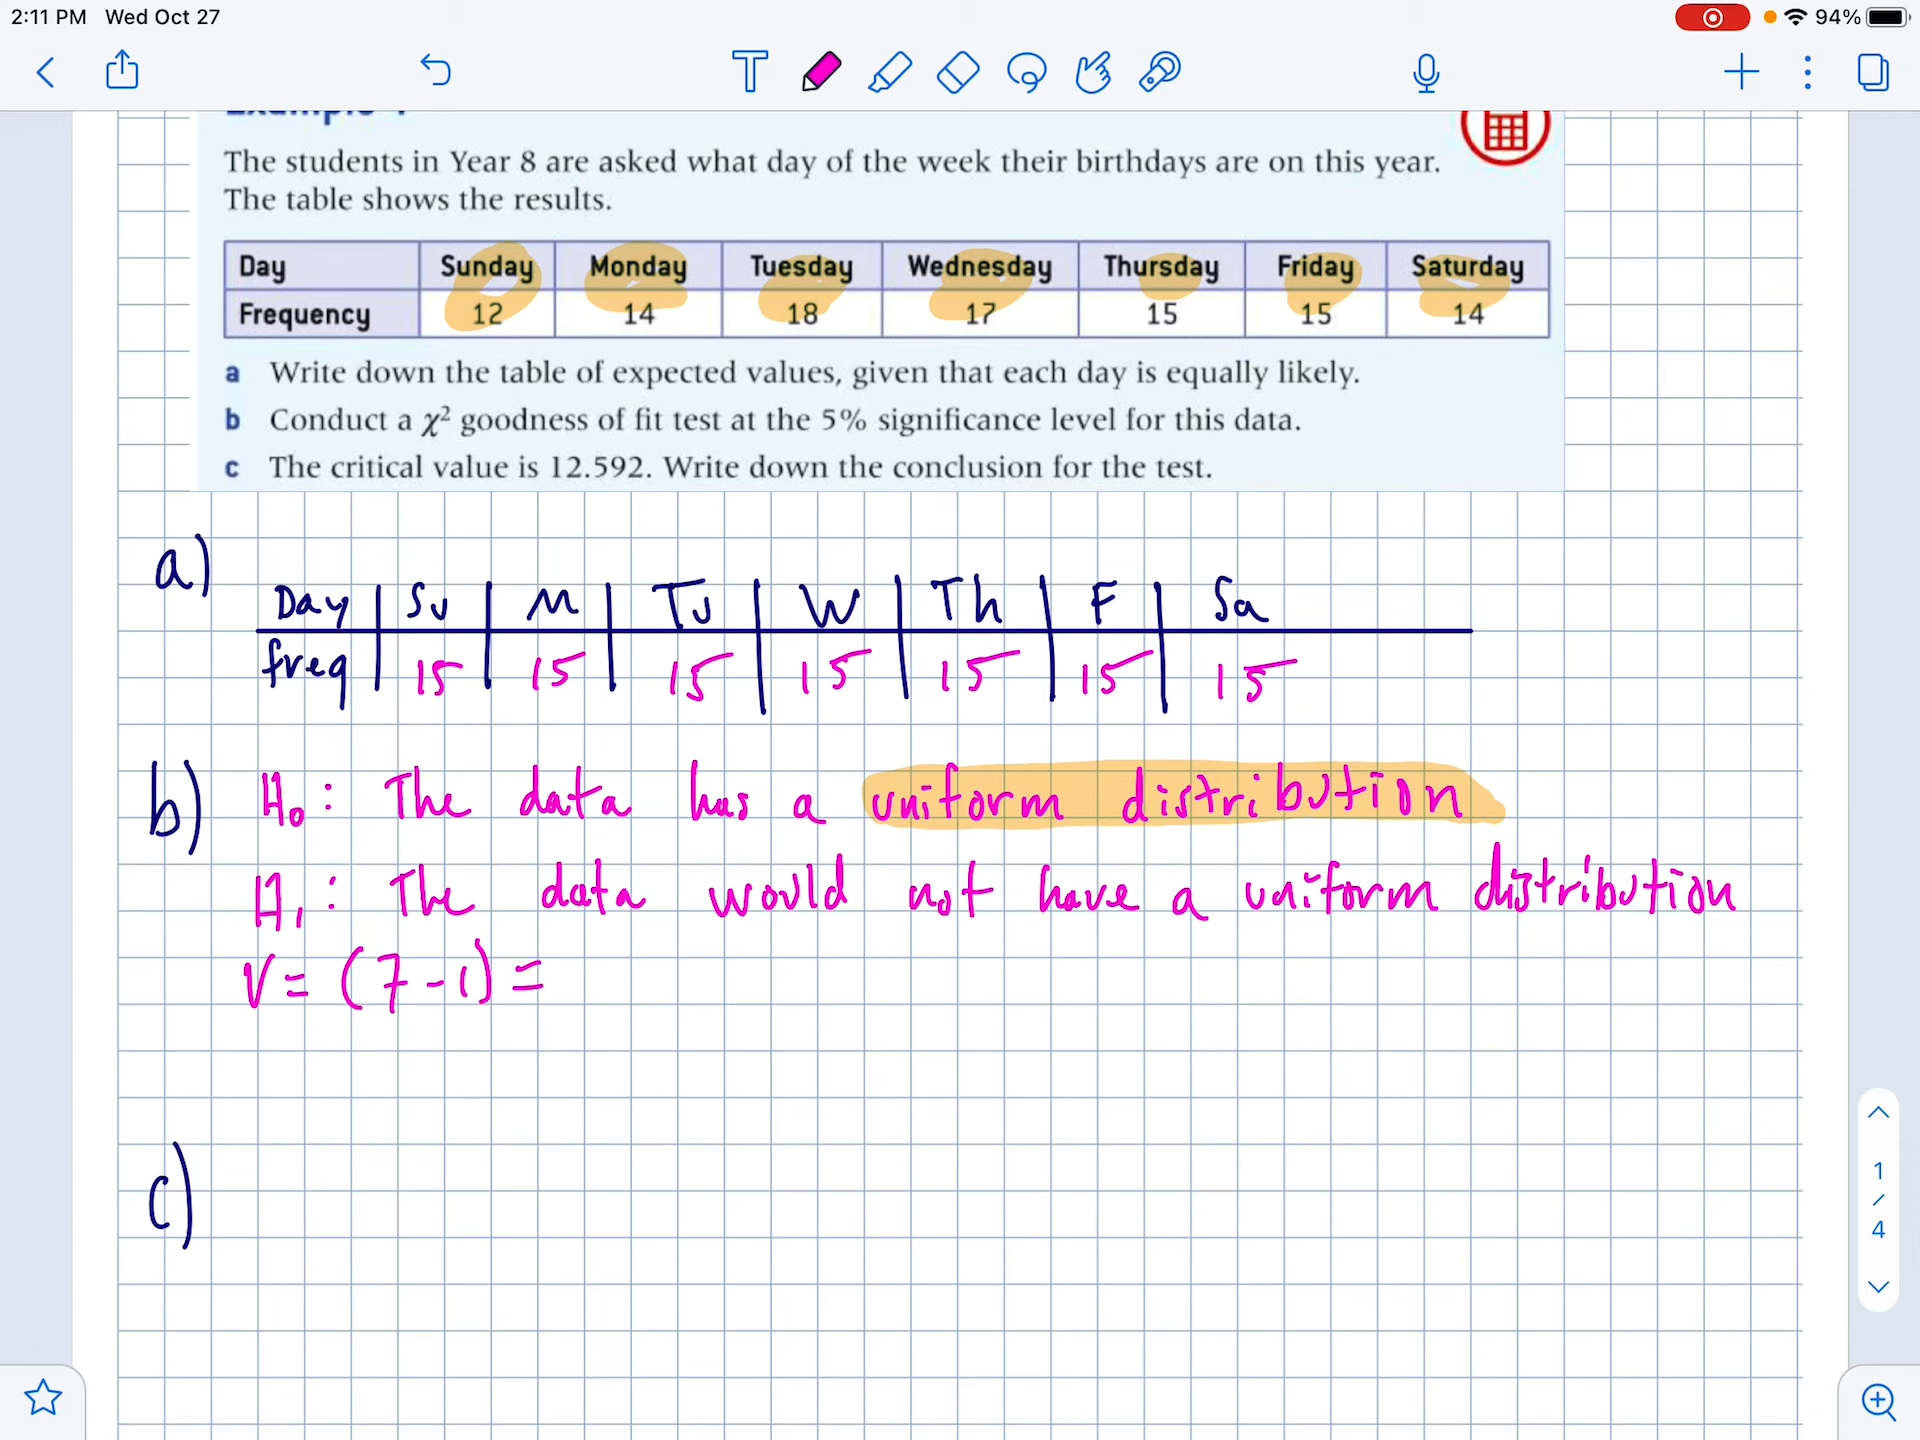 2:11 PM Wed Oct 27
94%
T
The students in Year 8 are asked what day of the week their birthdays are on this year.
The table shows the results.
Day Sunday Monday Tuesday Wednesday Thursday Friday Saturday
Frequency 12 14 18 17 15 15 14
a Write down the table of expected values, given that each day is equally likely.
b Conduct a χ² goodness of fit test at the 5% significance level for this data.
c The critical value is 12.592. Write down the conclusion for the test.
a)
Day Su M Tu W Th F Sa
freq 15 15 15 15 15 15 15
b) H₀: The data has a uniform distribution
H₁: The data would not have a uniform distribution
V= (7-1) =
c)
1
/
4